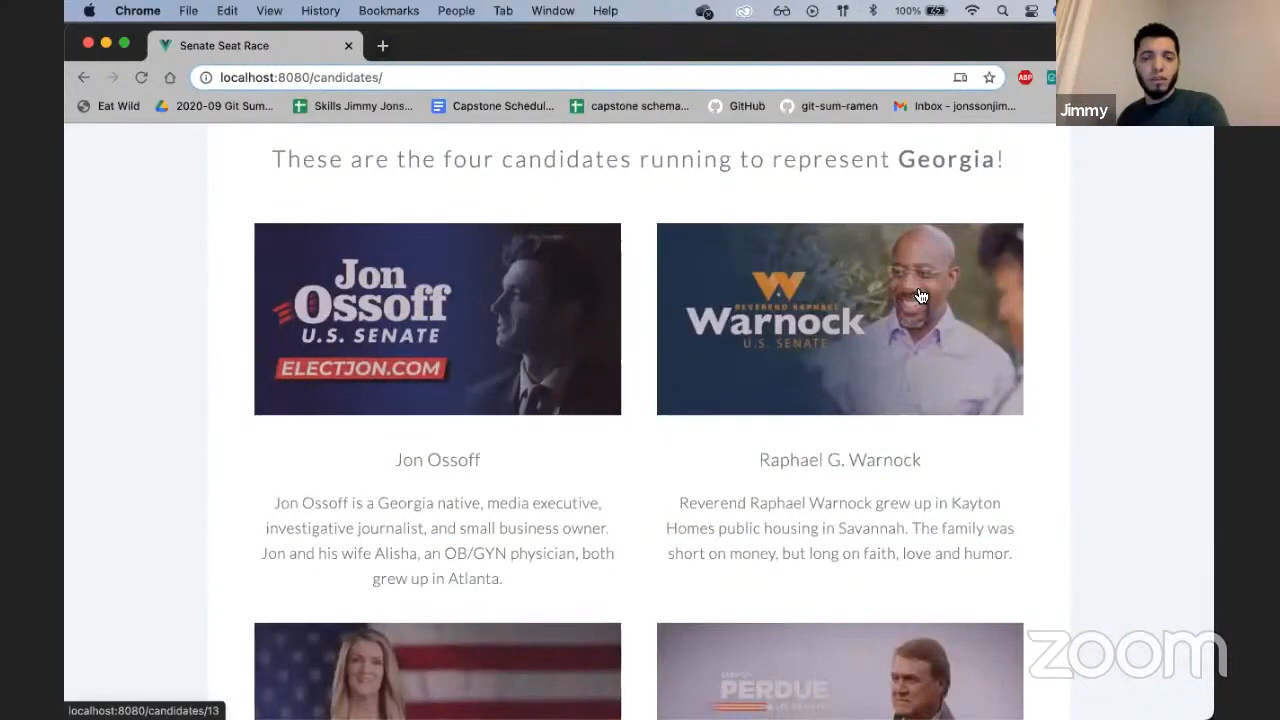 Chrome File Edit View History Bookmarks People Tab Window Help 100%
Senate Seat Race
localhost:8080/candidates/
ABP
Eat Wild 2020-09 Git Sum... Skills Jimmy Jons... Capstone Schedul... capstone schema... GitHub git-sum-ramen Inbox - jonssonjim...
Jimmy
These are the four candidates running to represent Georgia!
Jon
Ossoff
U.S. SENATE
ELECTJON.COM
W
REVEREND RAPHAEL
Warnock
U.S. SENATE
Jon Ossoff
Raphael G. Warnock
Jon Ossoff is a Georgia native, media executive,
investigative journalist, and small business owner.
Jon and his wife Alisha, an OB/GYN physician, both
grew up in Atlanta.
Reverend Raphael Warnock grew up in Kayton
Homes public housing in Savannah. The family was
short on money, but long on faith, love and humor.
DAVID
PERDUE
zoom
localhost:8080/candidates/13